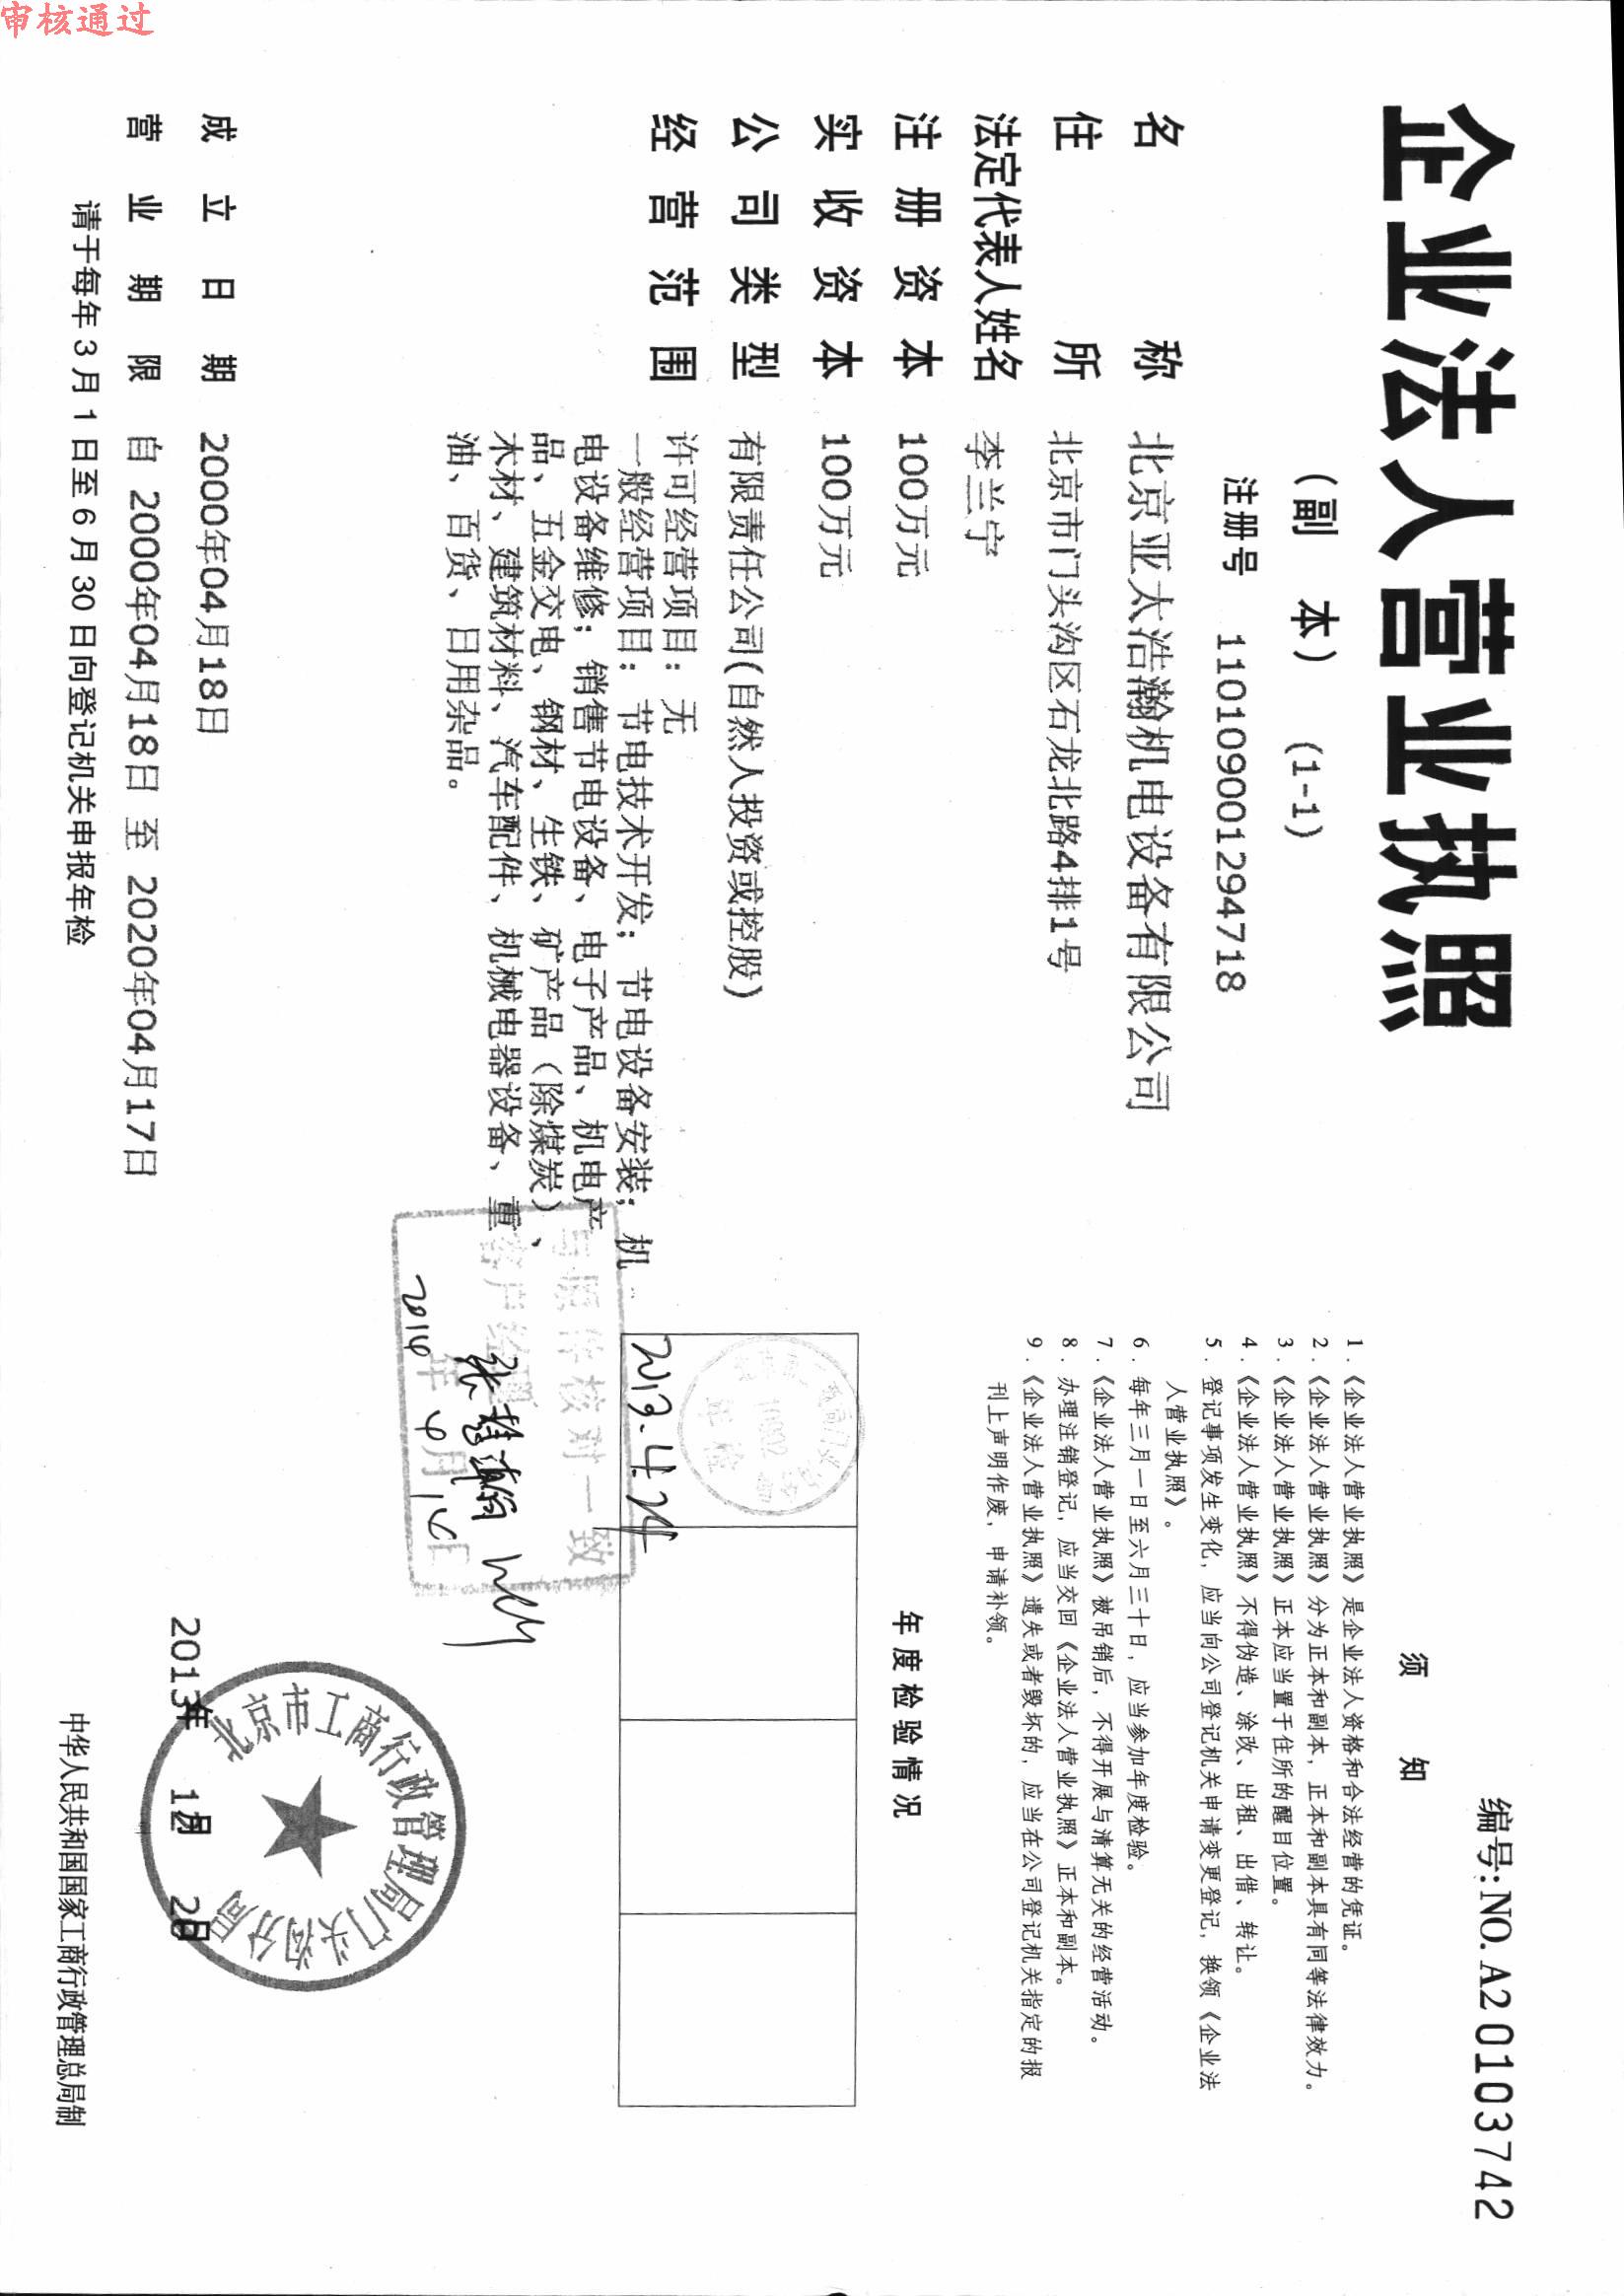 审核通过
企业法人营业执照
（副 本） (1-1)
注册号 110109001294718
名 称 北京亚太浩瀚机电设备有限公司
住 所 北京市门头沟区石龙北路4排1号
法定代表人姓名 李兰宁
注 册 资 本 100万元
实 收 资 本 100万元
公 司 类 型 有限责任公司(自然人投资或控股)
经 营 范 围 许可经营项目：无
一般经营项目：节电技术开发；节电设备安装；机
电设备维修；销售节电设备、电子产品、机电产
品、五金交电、钢材、生铁、矿产品（除煤炭）、
木材、建筑材料、汽车配件、机械电器设备、重
油、百货、日用杂品。
成 立 日 期 2000年04月18日
营 业 期 限 自 2000年04月18日 至 2020年04月17日
请于每年3月1日至6月30日向登记机关申报年检
编号:NO. A20103742
须 知
1．《企业法人营业执照》是企业法人资格和合法经营的凭证。
2．《企业法人营业执照》分为正本和副本，正本和副本具有同等法律效力。
3．《企业法人营业执照》正本应当置于住所的醒目位置。
4．《企业法人营业执照》不得伪造、涂改、出租、出借、转让。
5．登记事项发生变化，应当向公司登记机关申请变更登记，换领《企业法
人营业执照》。
6．每年三月一日至六月三十日，应当参加年度检验。
7．《企业法人营业执照》被吊销后，不得开展与清算无关的经营活动。
8．办理注销登记，应当交回《企业法人营业执照》正本和副本。
9．《企业法人营业执照》遗失或者毁坏的，应当在公司登记机关指定的报
刊上声明作废，申请补领。
年度检验情况
2013.4.24
与原件核对一致
客户经理
2014年4月
北京市工商行政管理局门头沟分局
2013年 1月 2日
中华人民共和国国家工商行政管理总局制